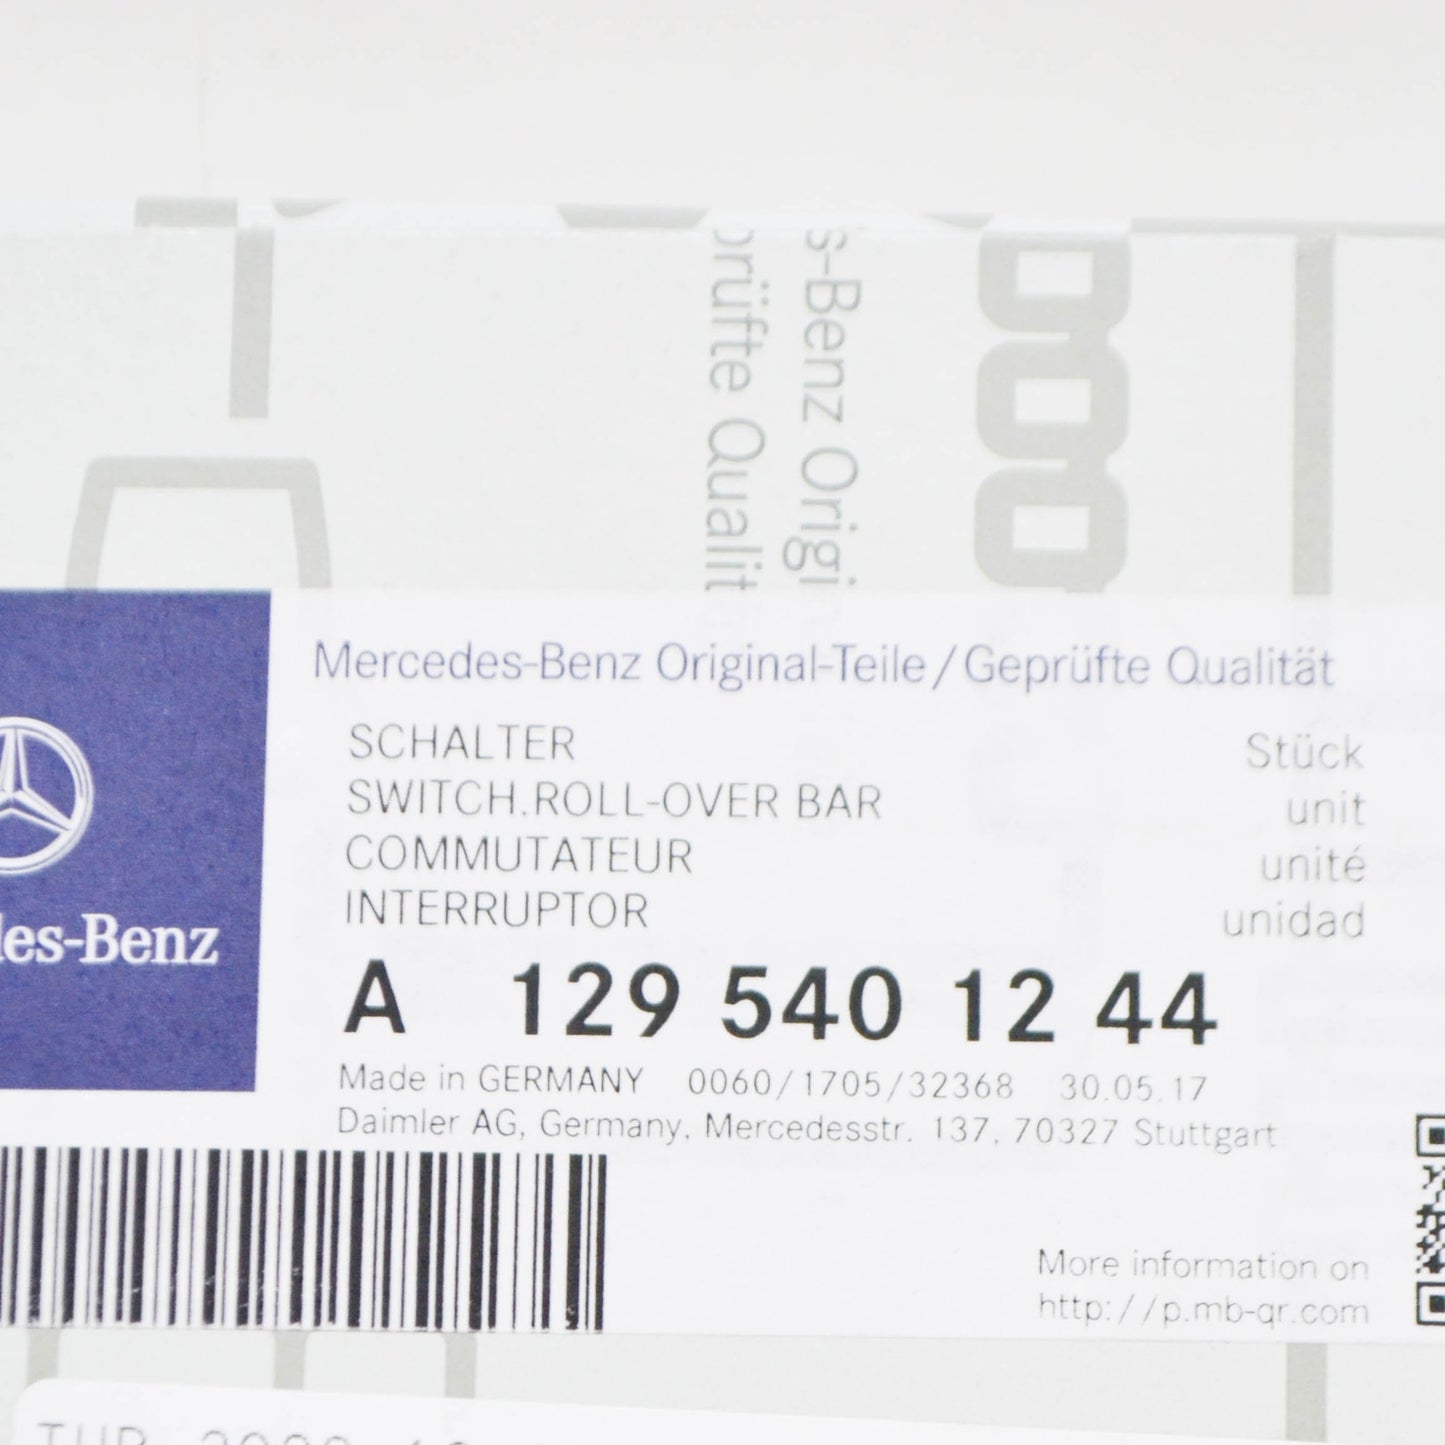 s-Benz Origi
prüfte Qualit
Mercedes-Benz Original-Teile/Geprüfte Qualität
SCHALTER Stück
SWITCH.ROLL-OVER BAR unit
COMMUTATEUR unité
INTERRUPTOR unidad
des-Benz
A 129 540 12 44
Made in GERMANY 0060/1705/32368 30.05.17
Daimler AG, Germany, Mercedesstr. 137, 70327 Stuttgart
More information on
http://p.mb-qr.com